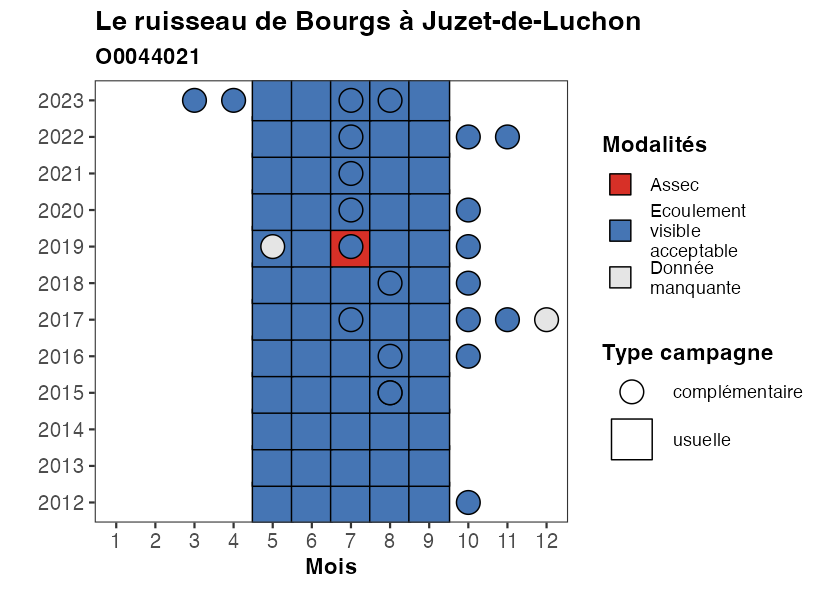 Le ruisseau de Bourgs à Juzet-de-Luchon
O0044021
2023
2022
2021
2020
2019
2018
2017
2016
2015
2014
2013
2012
1 2 3 4 5 6 7 8 9 10 11 12
Mois
Modalités
Assec
Ecoulement
visible
acceptable
Donnée
manquante
Type campagne
complémentaire
usuelle